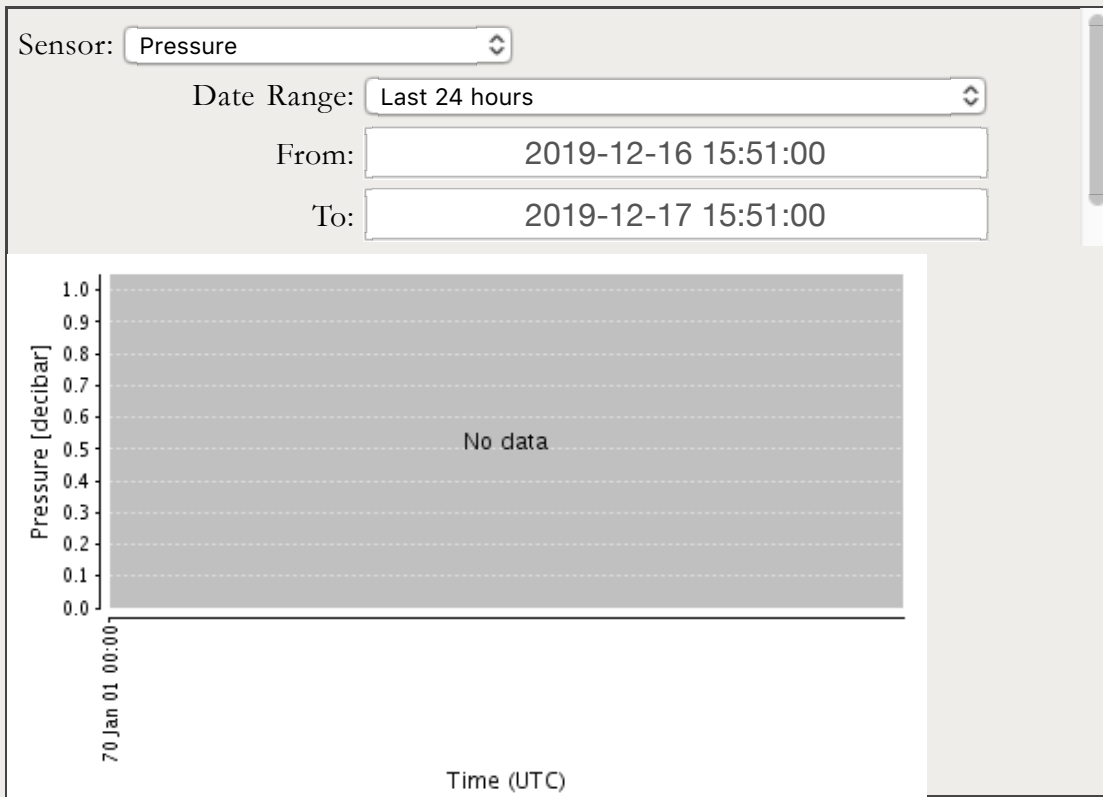 Sensor: Pressure
Date Range: Last 24 hours
From: 2019-12-16 15:51:00
To: 2019-12-17 15:51:00
1.0
0.9
0.8
0.7
0.6
0.5
0.4
0.3
0.2
0.1
0.0
Pressure [decibar]
No data
70 Jan 01 00:00
Time (UTC)